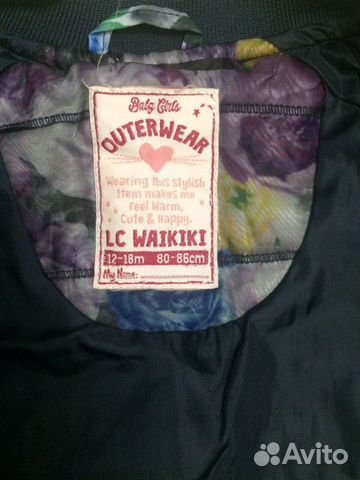 Baby Girls
OUTERWEAR
Wearing This stylish
Item makes me
feel Warm,
Cute & Happy.
LC WAIKIKI
12-18m 80-86cm
My Name:
Avito